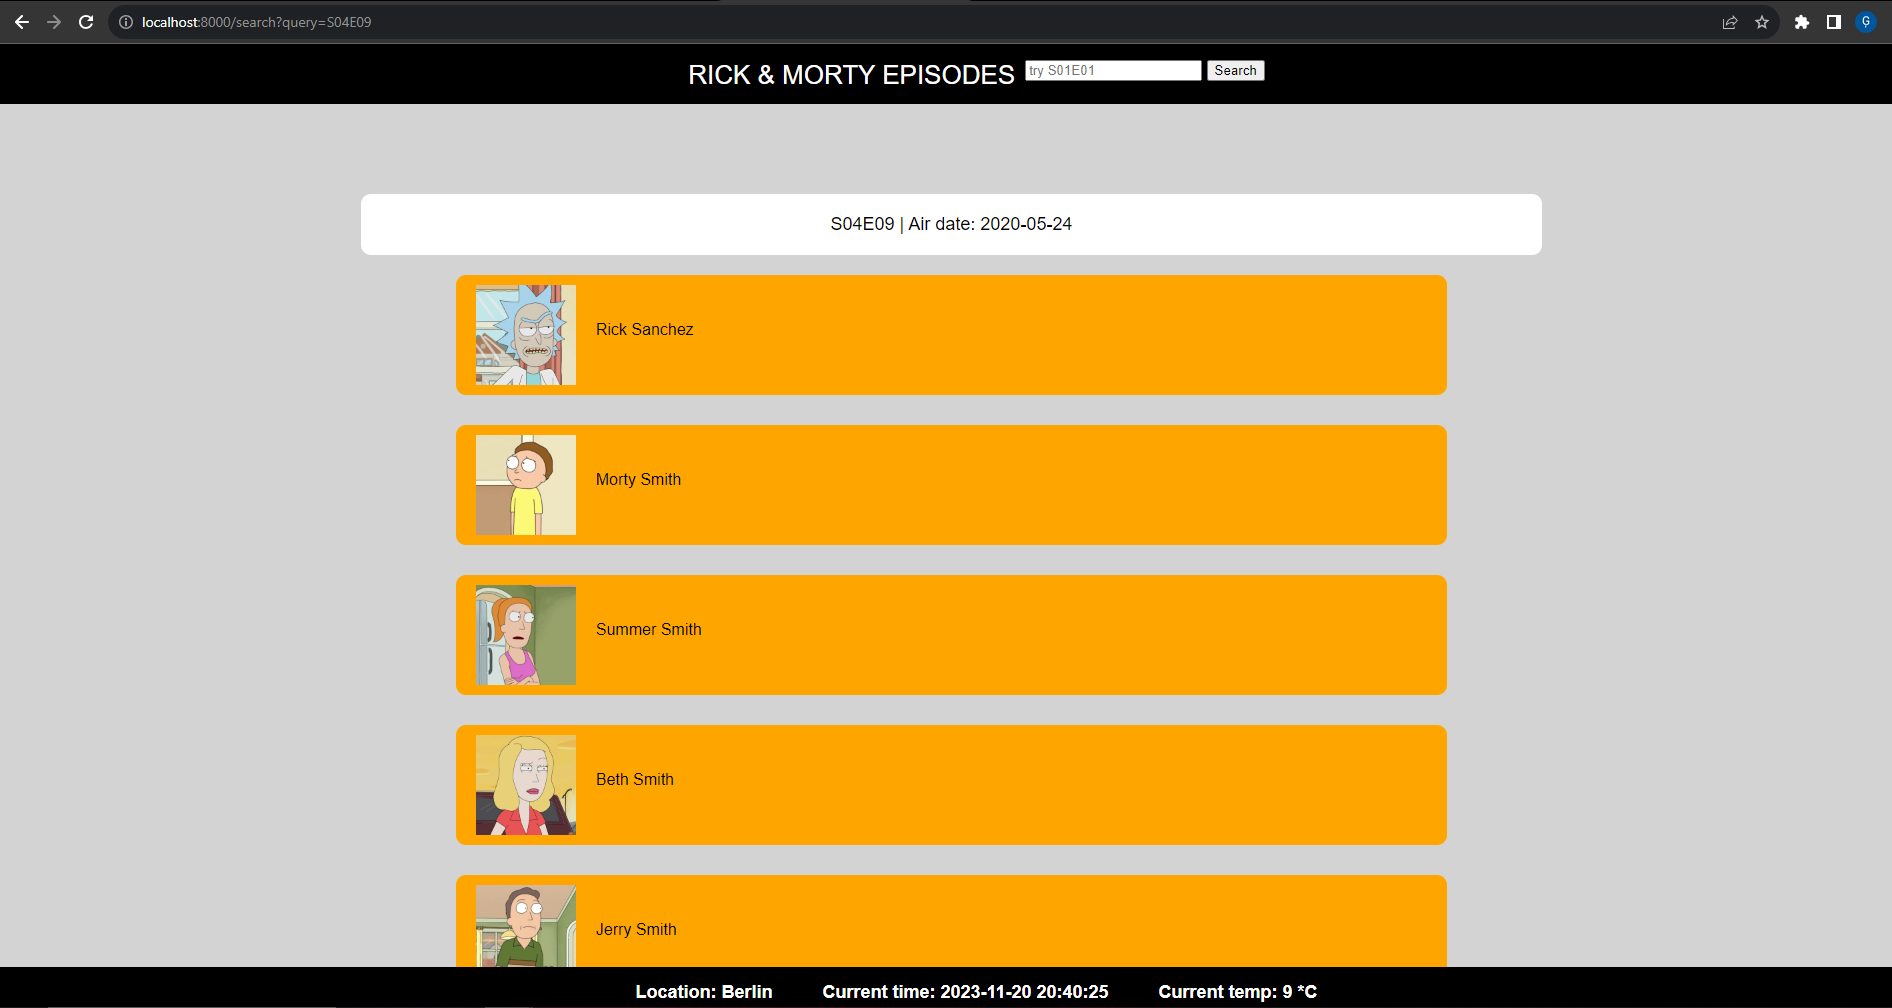 localhost:8000/search?query=S04E09
Ģ
RICK & MORTY EPISODES try S01E01 Search
S04E09 | Air date: 2020-05-24
Rick Sanchez
Morty Smith
Summer Smith
Beth Smith
Jerry Smith
Location: Berlin Current time: 2023-11-20 20:40:25 Current temp: 9 °C